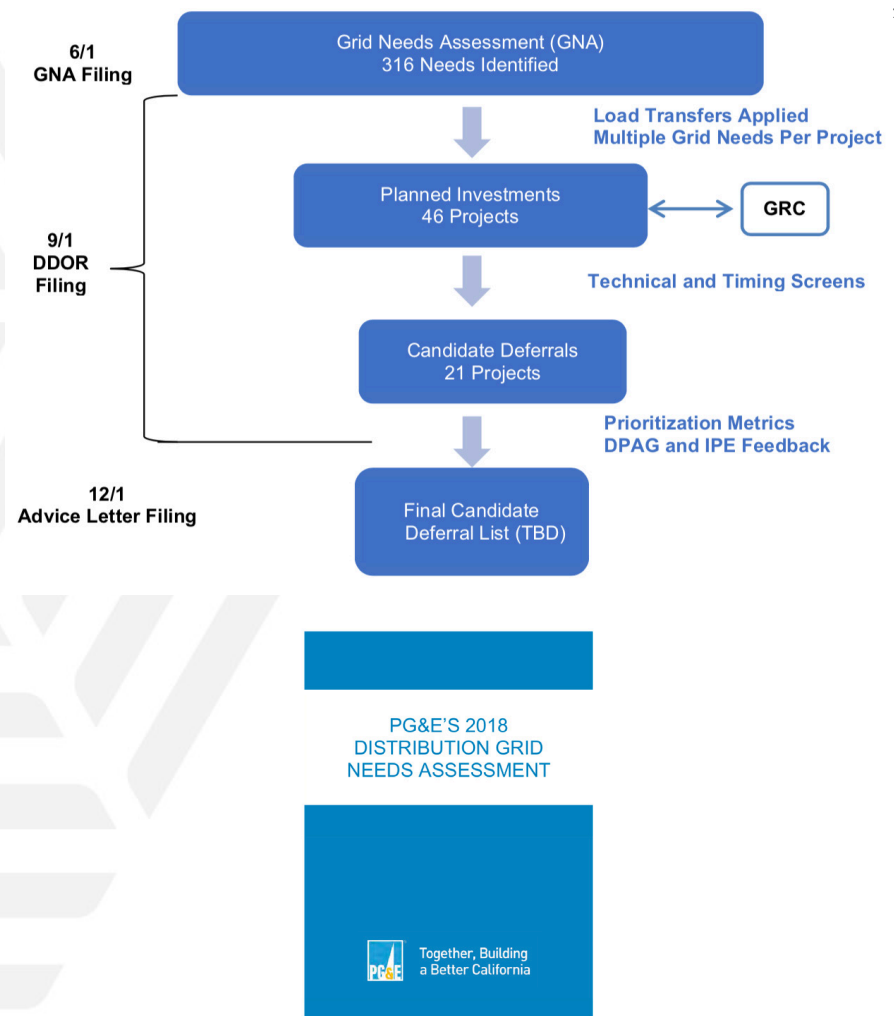 6/1
GNA Filing
Grid Needs Assessment (GNA)
316 Needs Identified
Load Transfers Applied
Multiple Grid Needs Per Project
9/1
DDOR
Filing
Planned Investments
46 Projects
GRC
Technical and Timing Screens
Candidate Deferrals
21 Projects
Prioritization Metrics
DPAG and IPE Feedback
12/1
Advice Letter Filing
Final Candidate
Deferral List (TBD)
PG&E'S 2018
DISTRIBUTION GRID
NEEDS ASSESSMENT
PG&E
Together, Building
a Better California